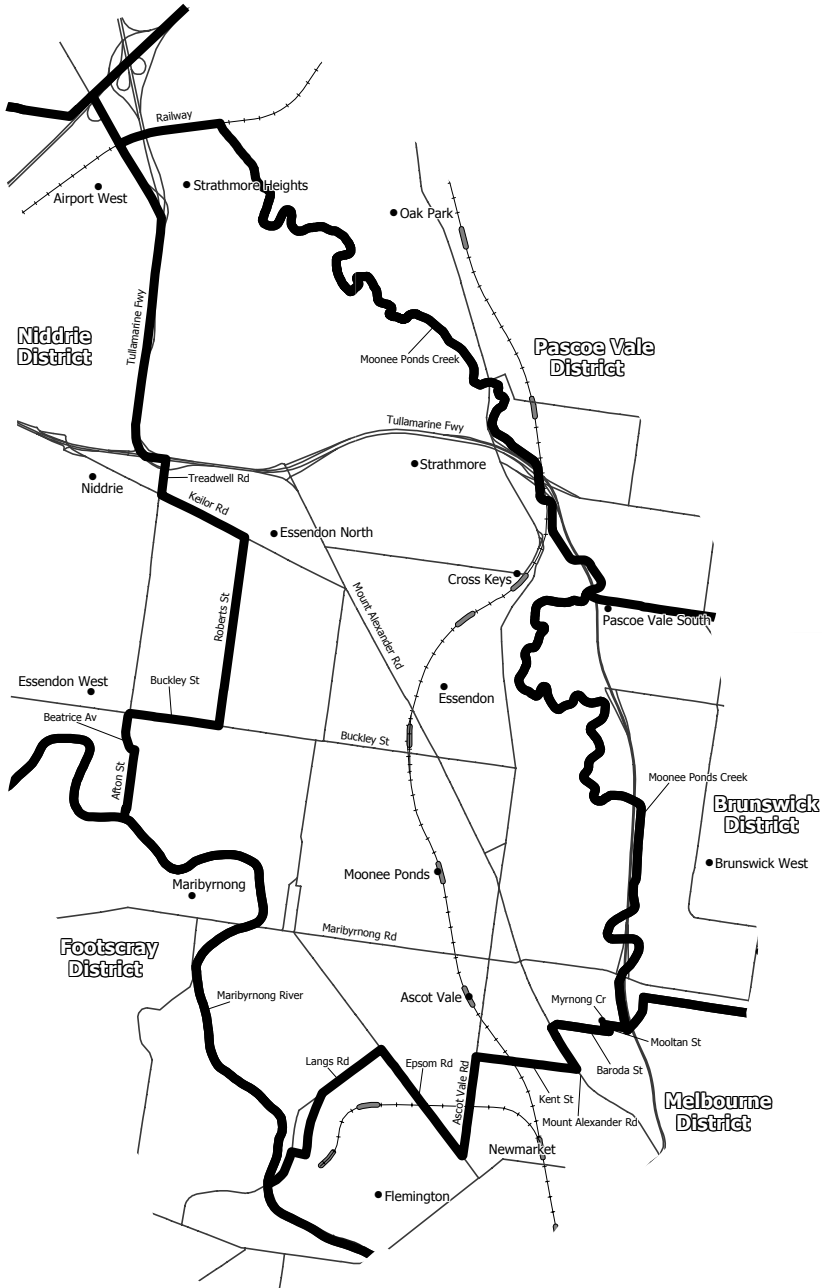 Railway
Strathmore Heights
Airport West
Oak Park
Tullamarine Fwy
Niddrie
District
Moonee Ponds Creek
Pascoe Vale
District
Tullamarine Fwy
Strathmore
Treadwell Rd
Niddrie
Keilor Rd
Essendon North
Cross Keys
Mount Alexander Rd
Roberts St
Pascoe Vale South
Essendon West
Buckley St
Essendon
Beatrice Av
Buckley St
Afton St
Moonee Ponds Creek
Brunswick
District
Brunswick West
Moonee Ponds
Maribyrnong
Maribyrnong Rd
Footscray
District
Maribyrnong River
Ascot Vale
Myrnong Cr
Mooltan St
Langs Rd
Epsom Rd
Ascot Vale Rd
Baroda St
Kent St
Melbourne
District
Mount Alexander Rd
Newmarket
Flemington